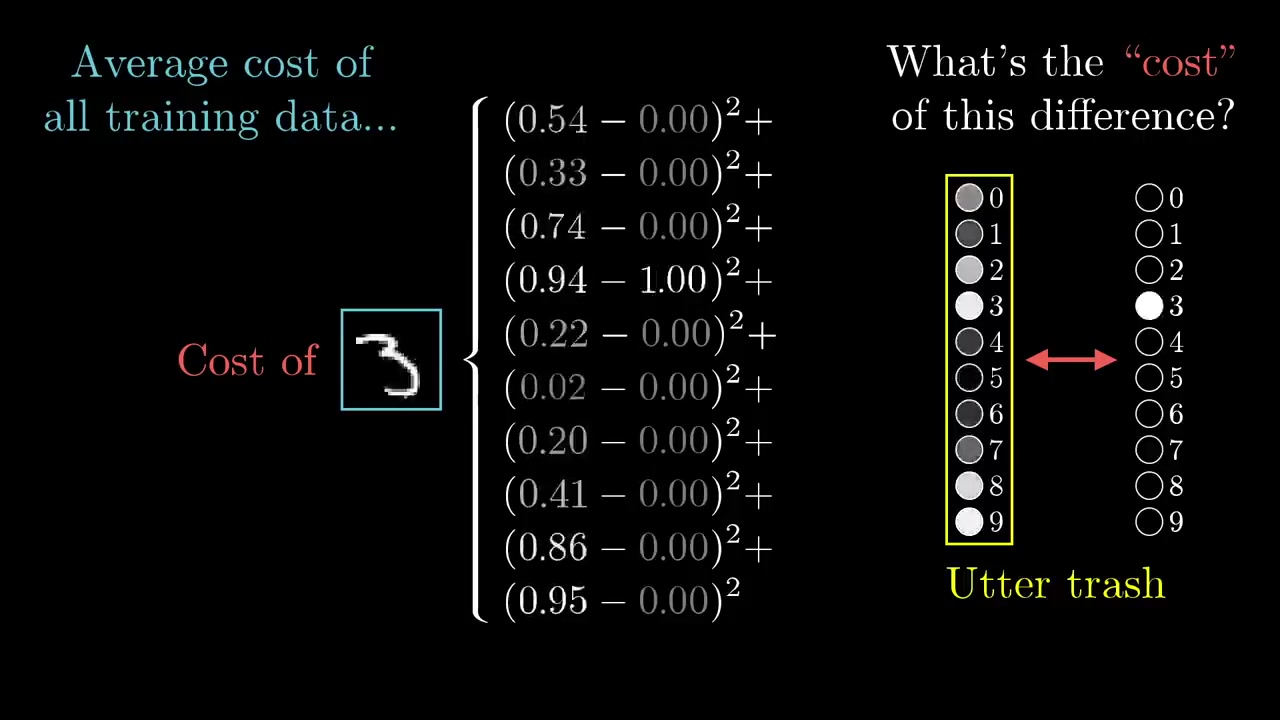 Average cost of
all training data...
What's the “cost”
of this difference?
Cost of
(0.54 − 0.00)²+
(0.33 − 0.00)²+
(0.74 − 0.00)²+
(0.94 − 1.00)²+
(0.22 − 0.00)²+
(0.02 − 0.00)²+
(0.20 − 0.00)²+
(0.41 − 0.00)²+
(0.86 − 0.00)²+
(0.95 − 0.00)²
0
1
2
3
4
5
6
7
8
9
0
1
2
3
4
5
6
7
8
9
Utter trash
3